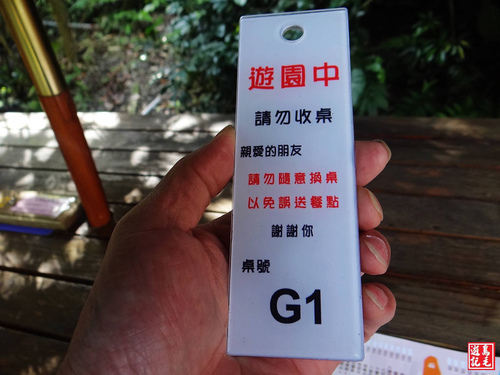 遊園中
請勿收桌
親愛的朋友
請勿隨意換桌
以免誤送餐點
謝謝你
桌號
G1